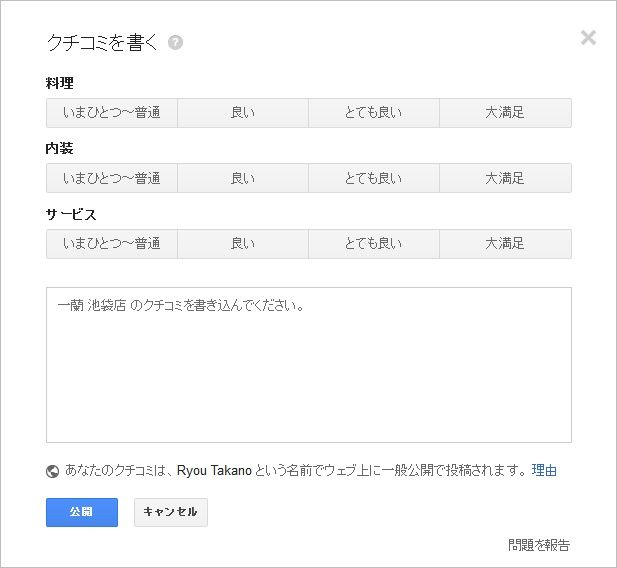 クチコミを書く ?
料理
いまひとつ～普通 良い とても良い 大満足
内装
いまひとつ～普通 良い とても良い 大満足
サービス
いまひとつ～普通 良い とても良い 大満足
一蘭 池袋店 のクチコミを書き込んでください。
あなたのクチコミは、Ryou Takano という名前でウェブ上に一般公開で投稿されます。 理由
公開 キャンセル
問題を報告